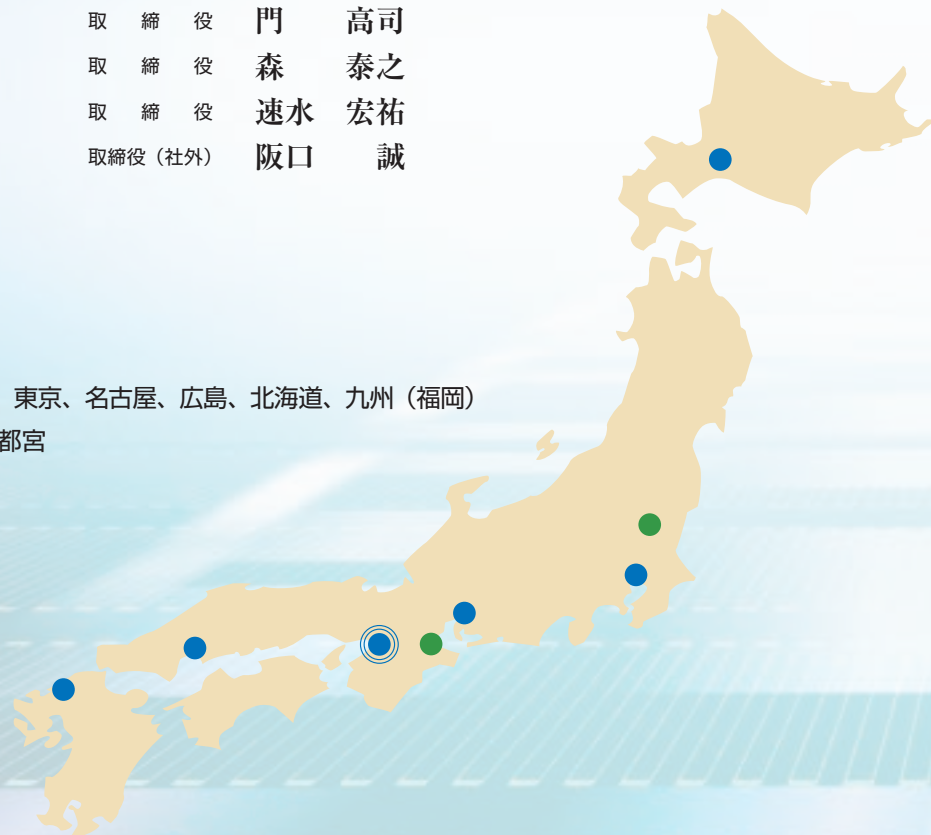 取締役 門 高司
取締役 森 泰之
取締役 速水 宏祐
取締役（社外） 阪口 誠
東京、名古屋、広島、北海道、九州（福岡）
都宮